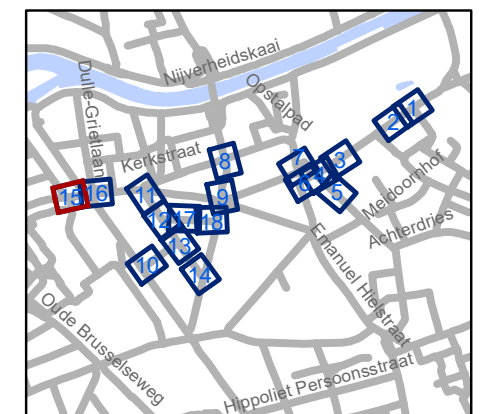 Nijverheidskaai
Dulle-Grietlaan
Opstalpad
Kerkstraat
1
2
3
4
5
6
7
8
9
10
11
12
13
14
15
16
17
18
Meidoornhof
Achterdries
Emanuel Hielstraat
Oude Brusselseweg
Hippoliet Persoonsstraat